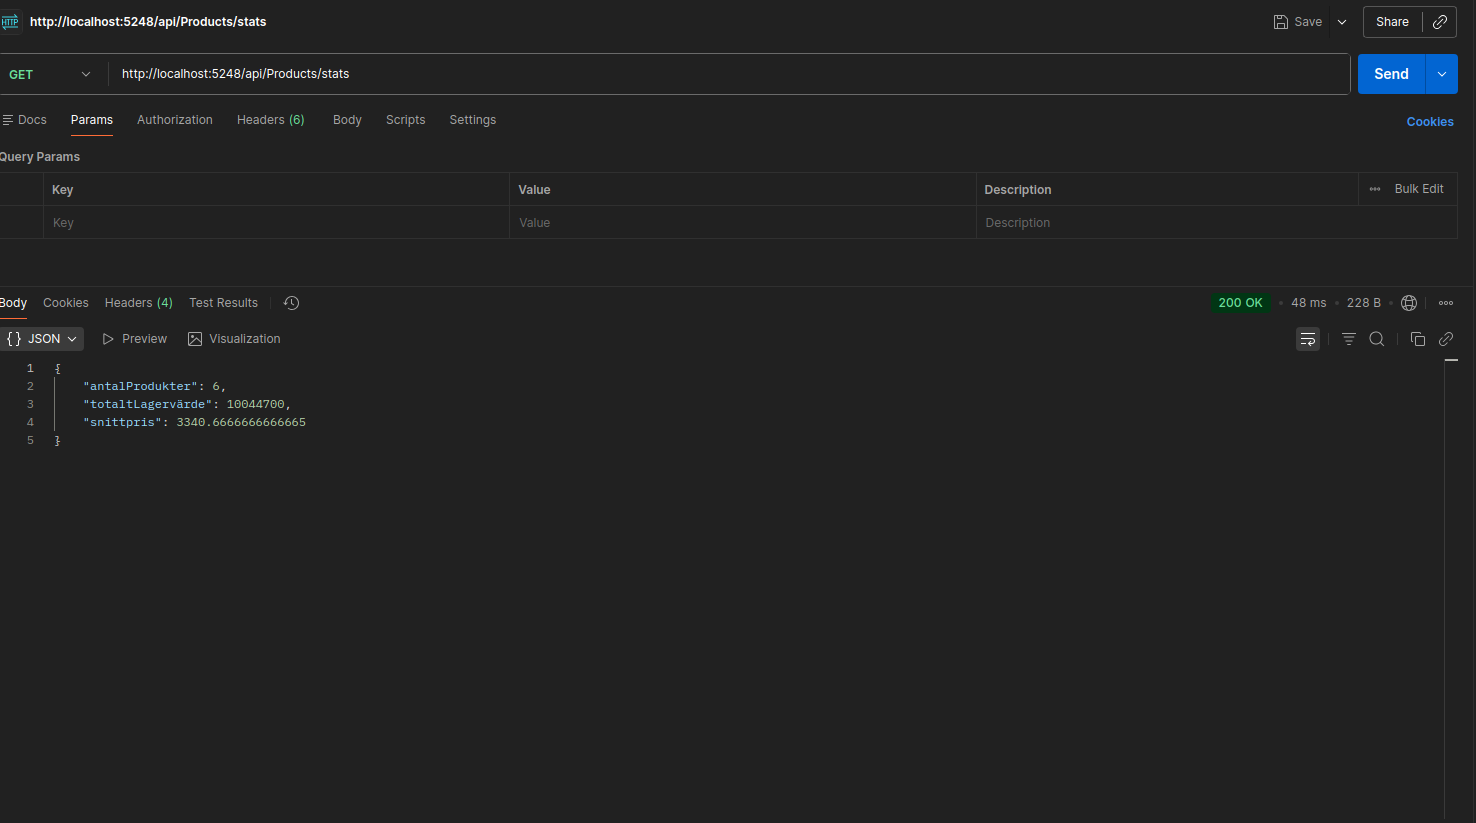 HTTP http://localhost:5248/api/Products/stats Save Share
GET http://localhost:5248/api/Products/stats Send
Docs Params Authorization Headers (6) Body Scripts Settings Cookies
Query Params
Key Value Description Bulk Edit
Key Value Description
Body Cookies Headers (4) Test Results 200 OK • 48 ms • 228 B •
{} JSON Preview Visualization
1 {
2 "antalProdukter": 6,
3 "totaltLagervärde": 10044700,
4 "snittpris": 3340.6666666666665
5 }